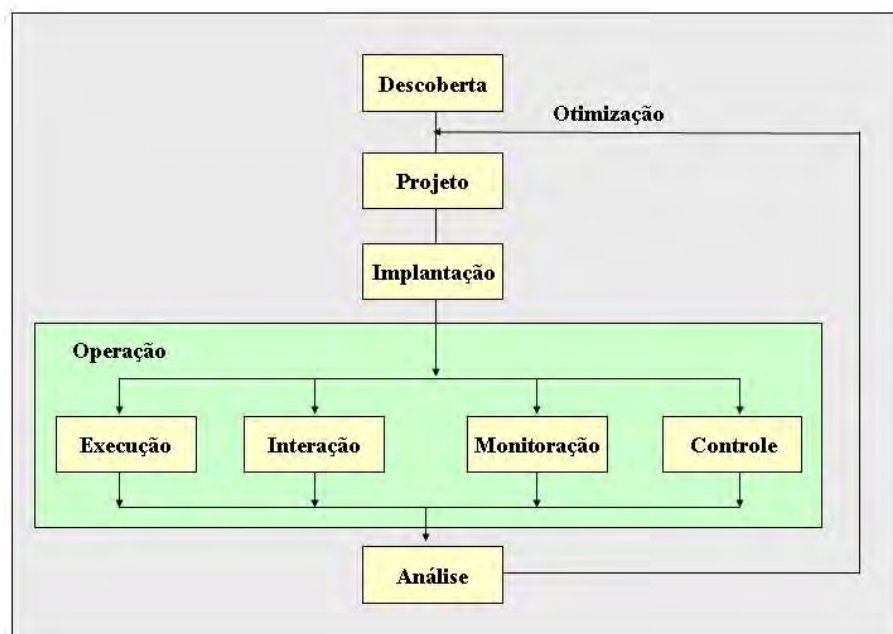 Descoberta
Otimização
Projeto
Implantação
Operação
Execução
Interação
Monitoração
Controle
Análise